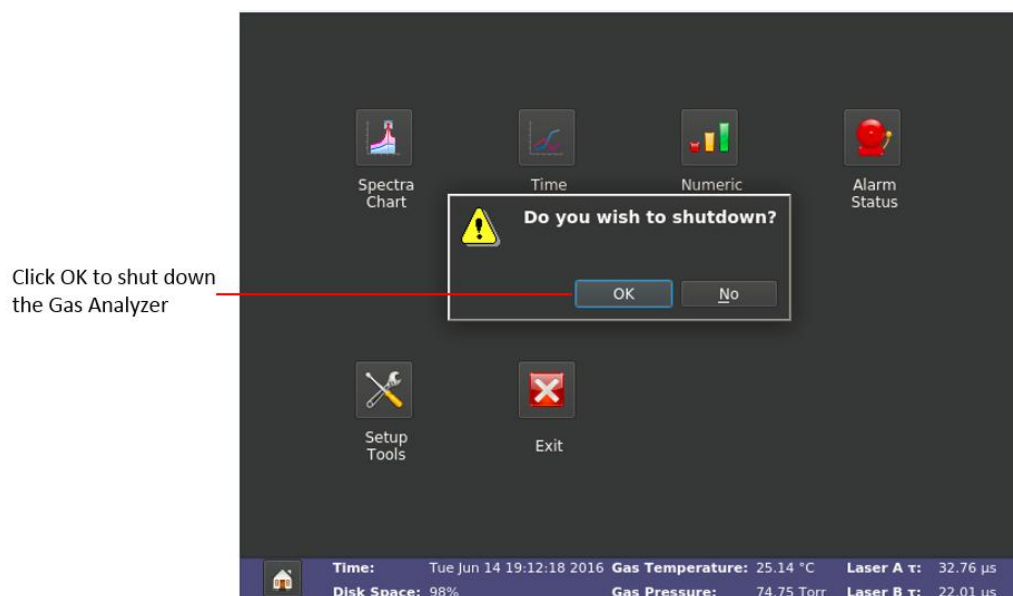 Spectra
Chart
Time
Numeric
Alarm
Status
Do you wish to shutdown?
Click OK to shut down
the Gas Analyzer
OK
No
Setup
Tools
Exit
Time: Tue Jun 14 19:12:18 2016 Gas Temperature: 25.14 °C Laser A τ: 32.76 µs
Disk Space: 98% Gas Pressure: 74.75 Torr Laser B τ: 22.01 µs